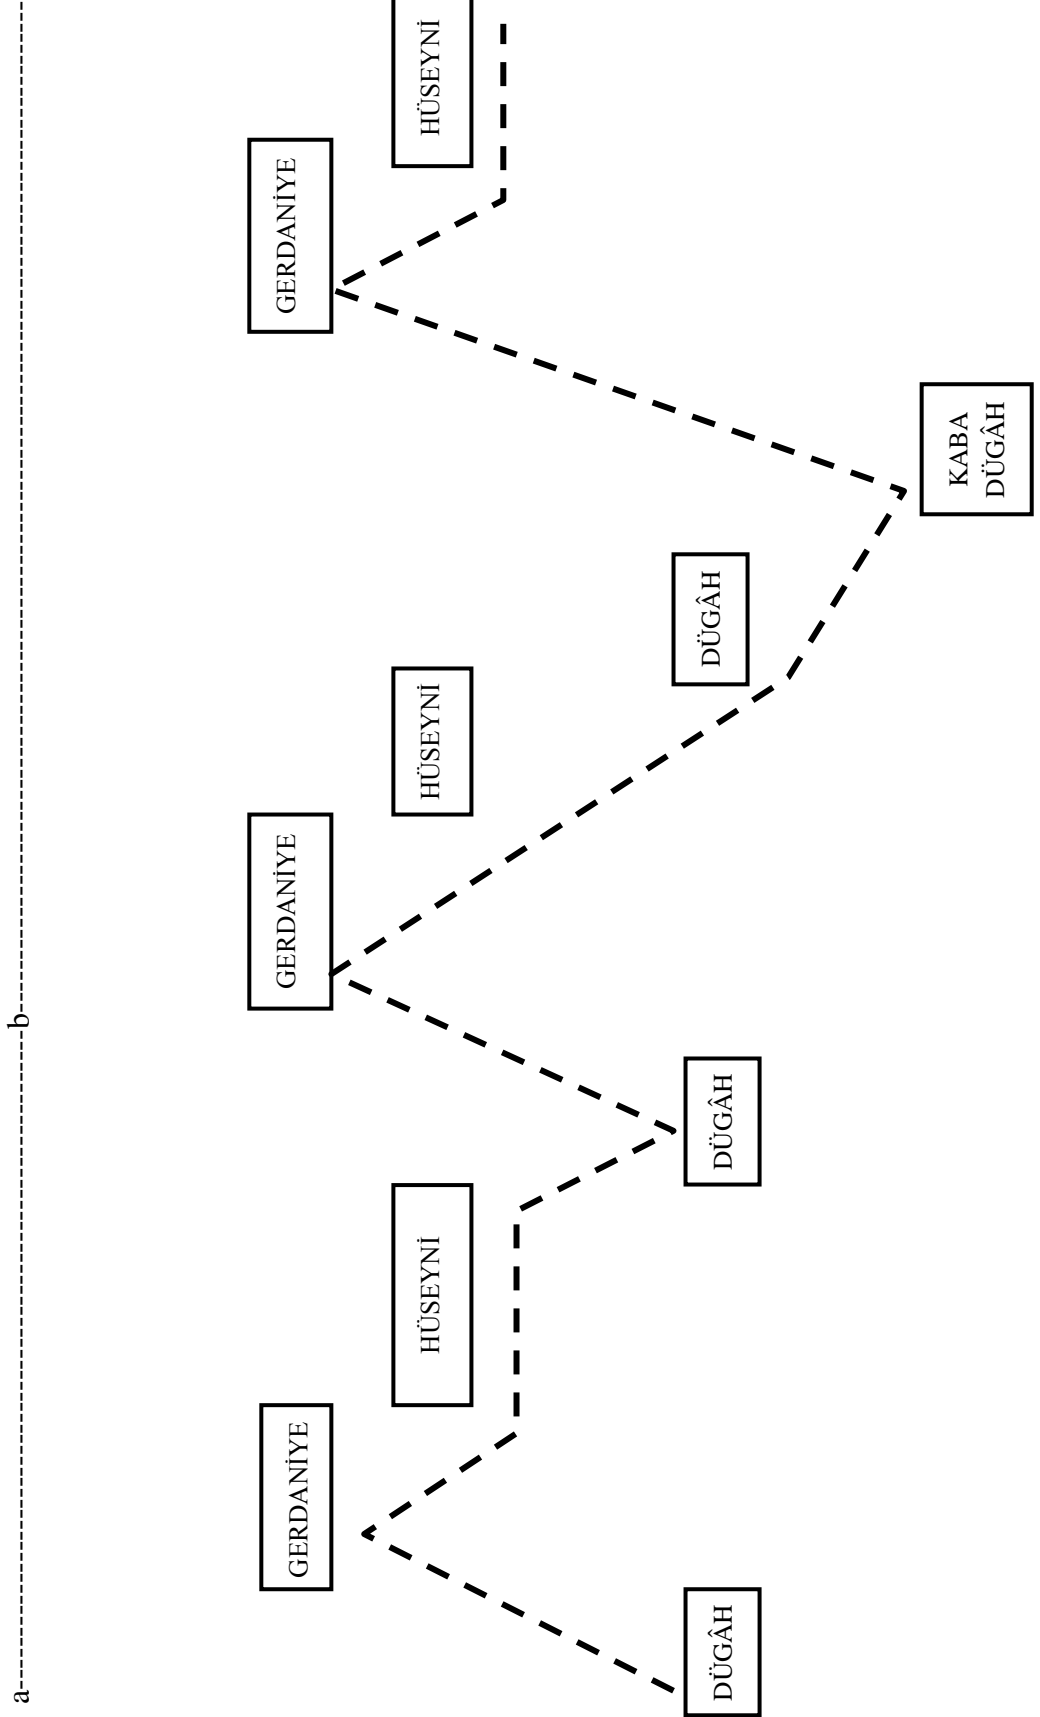 a-----------------b-----------------
GERDANİYE
GERDANİYE
GERDANİYE
HÜSEYNİ
HÜSEYNİ
HÜSEYNİ
DÜGÂH
DÜGÂH
DÜGÂH
KABA
DÜGÂH